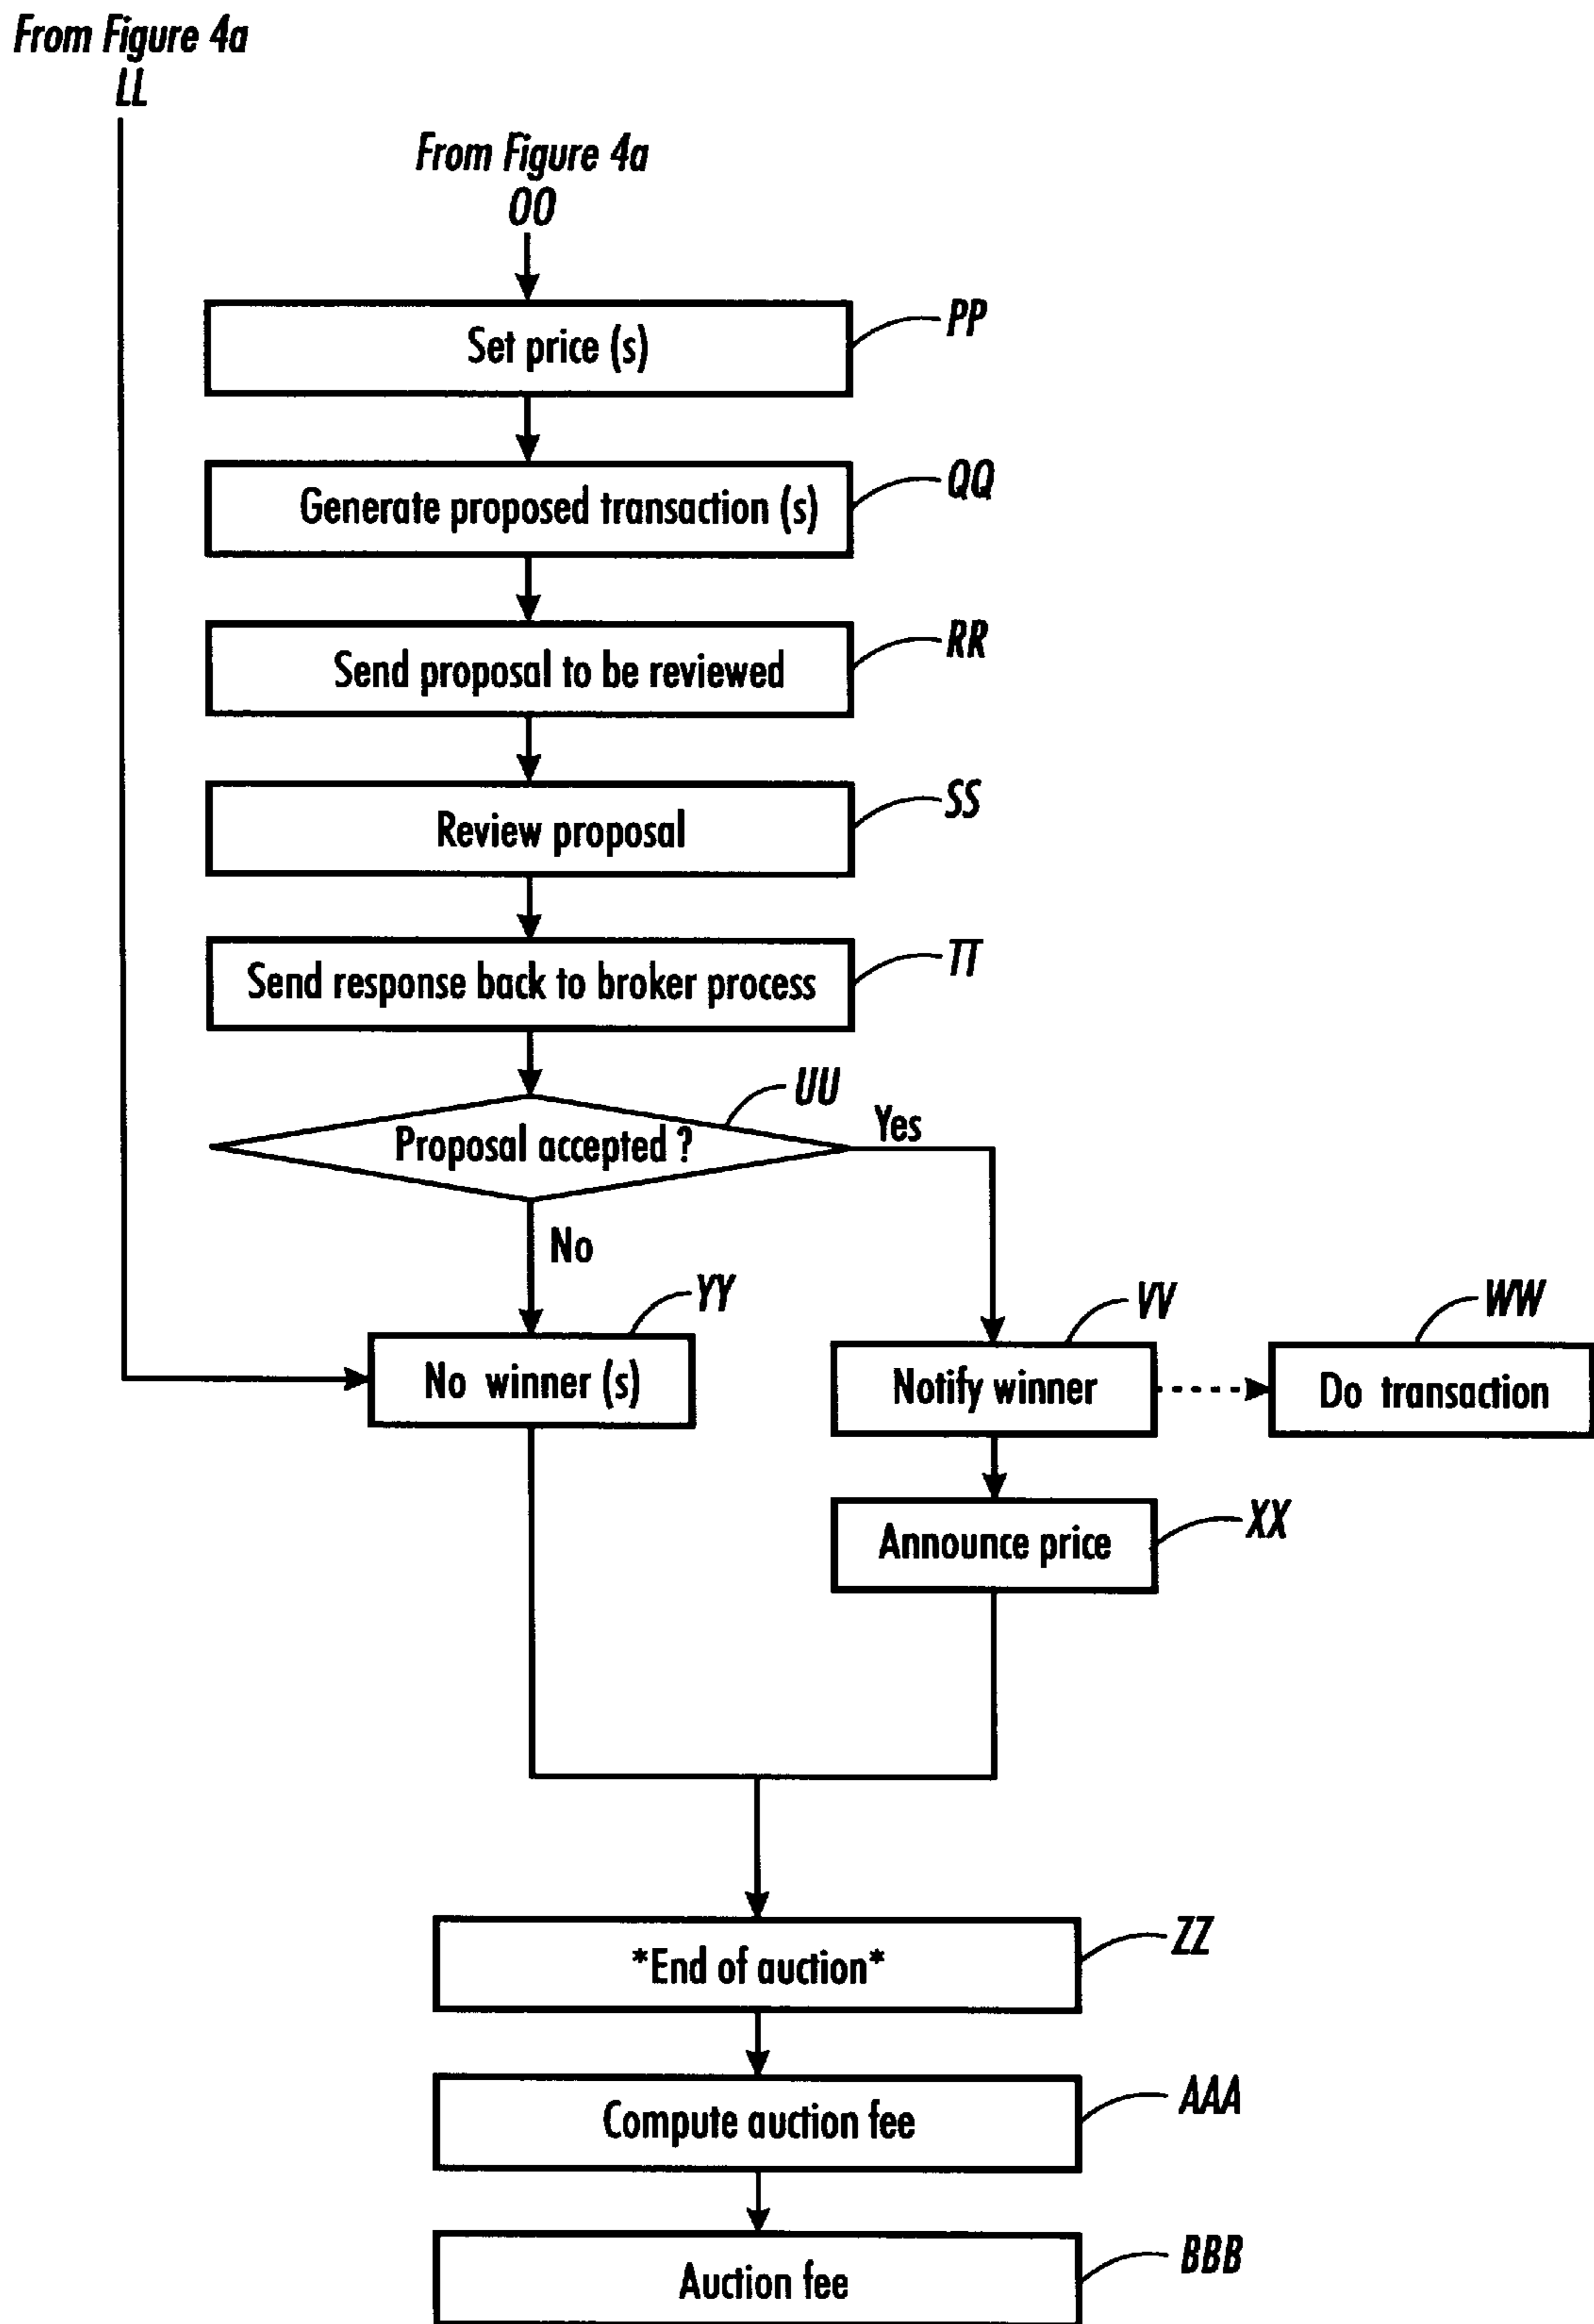 From Figure 4a
LL
From Figure 4a
OO
Set price (s)
PP
Generate proposed transaction (s)
QQ
Send proposal to be reviewed
RR
Review proposal
SS
Send response back to broker process
TT
UU
Proposal accepted ?
Yes
No
YY
No winner (s)
VV
Notify winner
WW
Do transaction
Announce price
XX
*End of auction*
ZZ
Compute auction fee
AAA
Auction fee
BBB